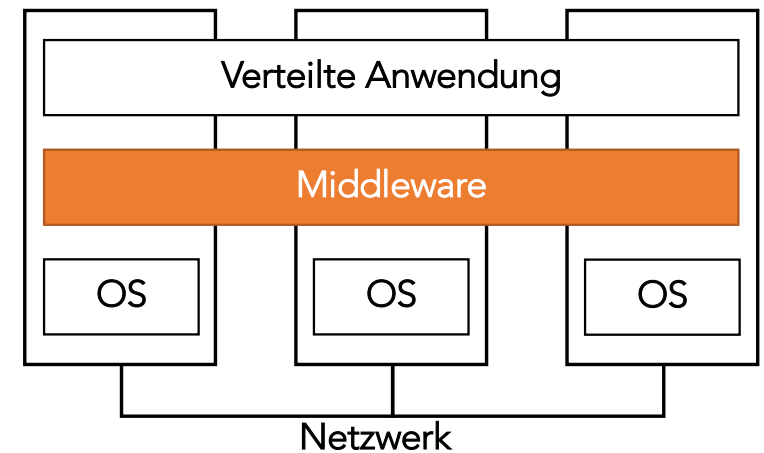 Verteilte Anwendung
Middleware
OS
OS
OS
Netzwerk